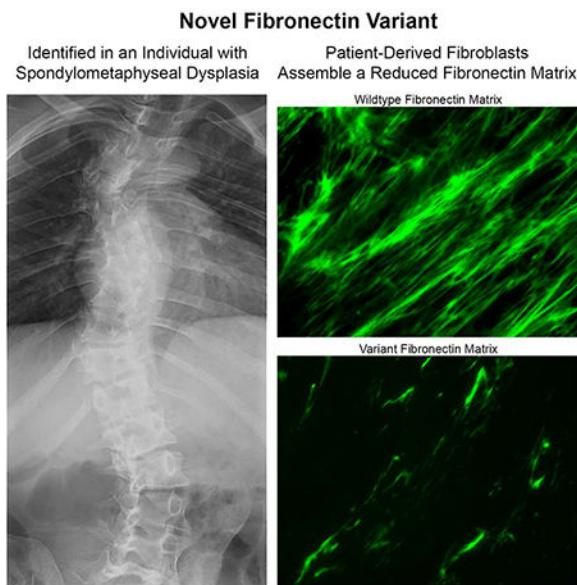 Novel Fibronectin Variant
Identified in an Individual with
Spondylometaphyseal Dysplasia
Patient-Derived Fibroblasts
Assemble a Reduced Fibronectin Matrix
Wildtype Fibronectin Matrix
Variant Fibronectin Matrix